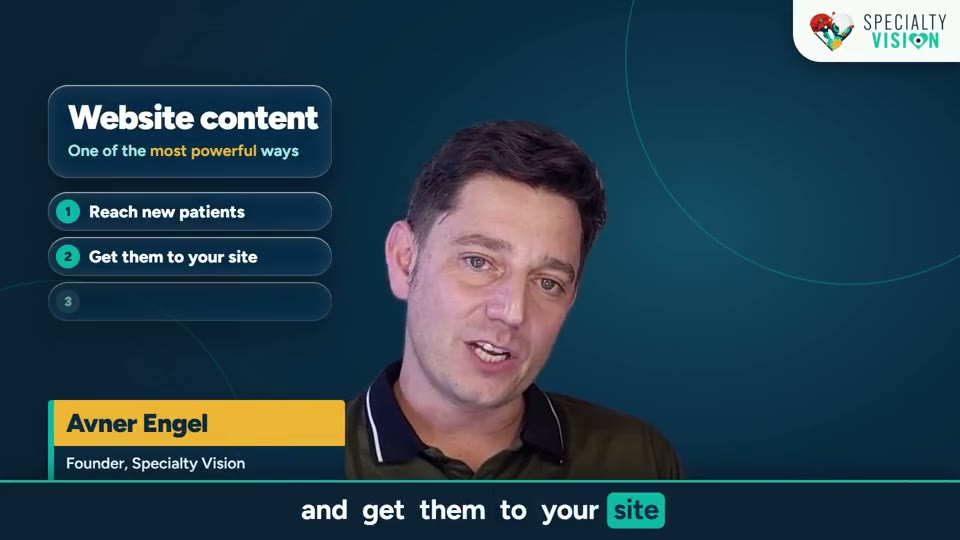 SPECIALTY
VISION
Website content
One of the most powerful ways
1 Reach new patients
2 Get them to your site
3
Avner Engel
Founder, Specialty Vision
and get them to your site